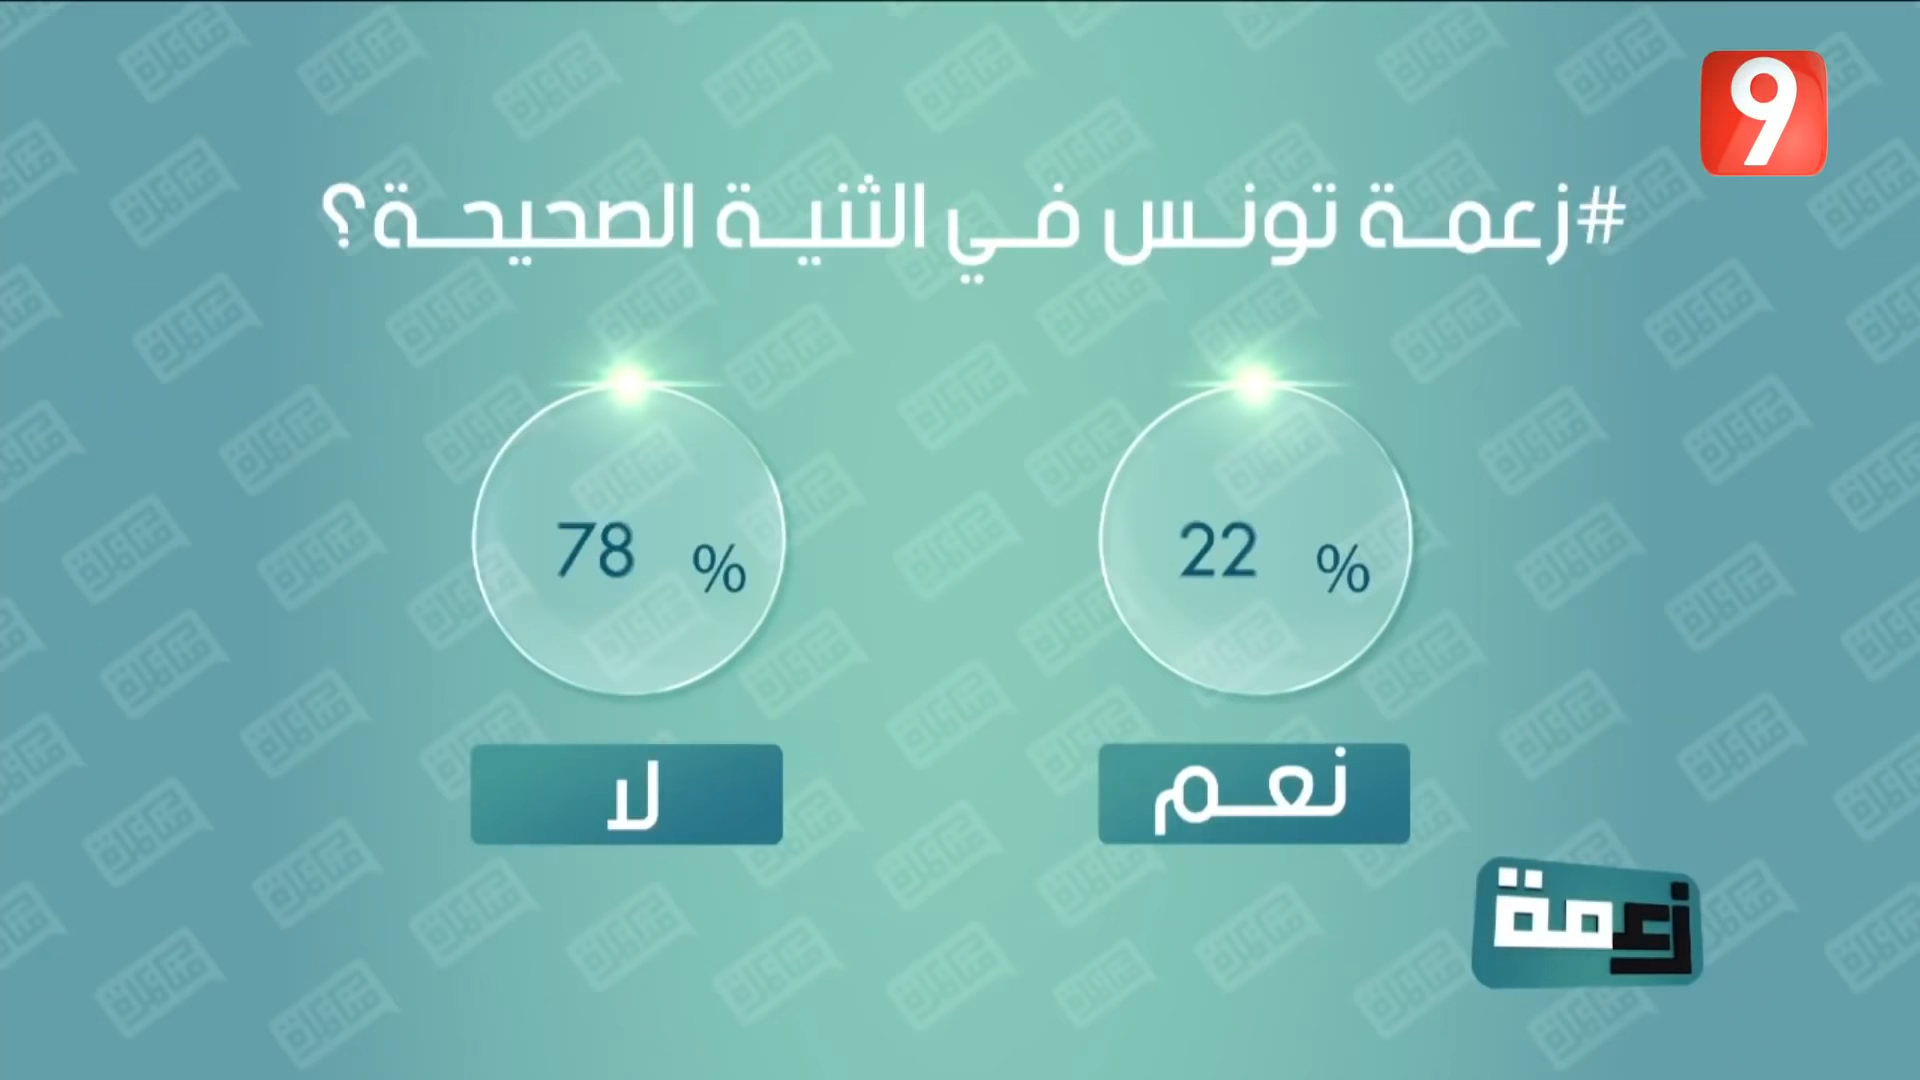 9
#زعمة تونس في الثنية الصحيحة؟
22 %
78 %
نعم
لا
زعمة